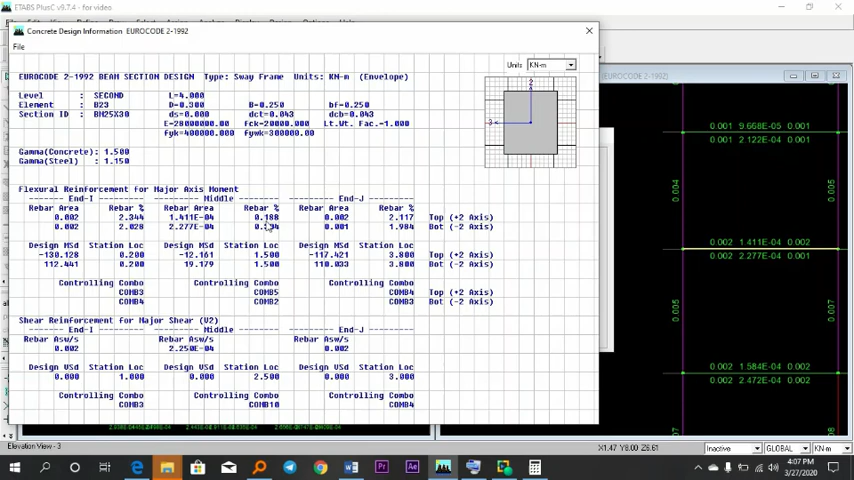 ETABS PlusC v9.7.4 - for video
Concrete Design Information EUROCODE 2-1992
File
Units KN-m
EUROCODE 2-1992 BEAM SECTION DESIGN Type: Sway Frame Units: KN-m (Envelope)
Level : SECOND L=4.000
Element : B23 D=0.300 B=0.250 bf=0.250
Section ID : BM25X30 ds=0.000 dct=0.043 dcb=0.043
E=28000000.00 fck=20000.000 Lt.Wt. Fac.=1.000
fyk=400000.000 fywk=300000.00
Gamma(Concrete): 1.500
Gamma(Steel) : 1.150
Flexural Reinforcement for Major Axis Moment
End-I Middle End-J
Rebar Area Rebar % Rebar Area Rebar % Rebar Area Rebar %
0.002 2.344 1.411E-04 0.188 0.002 2.117 Top (+2 Axis)
0.002 2.028 2.277E-04 0.001 1.984 Bot (-2 Axis)
Design MSd Station Loc Design MSd Station Loc Design MSd Station Loc
-130.128 0.200 -12.161 1.500 -117.421 3.800 Top (+2 Axis)
112.441 0.200 19.179 1.500 110.033 3.800 Bot (-2 Axis)
Controlling Combo Controlling Combo Controlling Combo
COMB3 COMB5 COMB4 Top (+2 Axis)
COMB4 COMB2 COMB3 Bot (-2 Axis)
Shear Reinforcement for Major Shear (V2)
End-I Middle End-J
Rebar Asw/s Rebar Asw/s Rebar Asw/s
0.002 2.250E-04 0.002
Design VSd Station Loc Design VSd Station Loc Design VSd Station Loc
0.000 1.000 0.000 2.500 0.000 3.000
Controlling Combo Controlling Combo Controlling Combo
COMB3 COMB10 COMB4
2
3
0.001 9.668E-05 0.001
0.001 2.122E-04 0.001
0.004
0.004
0.002 1.411E-04 0.002
0.002 2.277E-04 0.001
0.005
0.007
0.002 1.584E-04 0.002
0.002 2.472E-04 0.002
0.07
0.08
Elevation View - 3
X1.47 Y8.00 Z6.61
Inactive
GLOBAL
KN-m
4:07 PM
3/27/2020